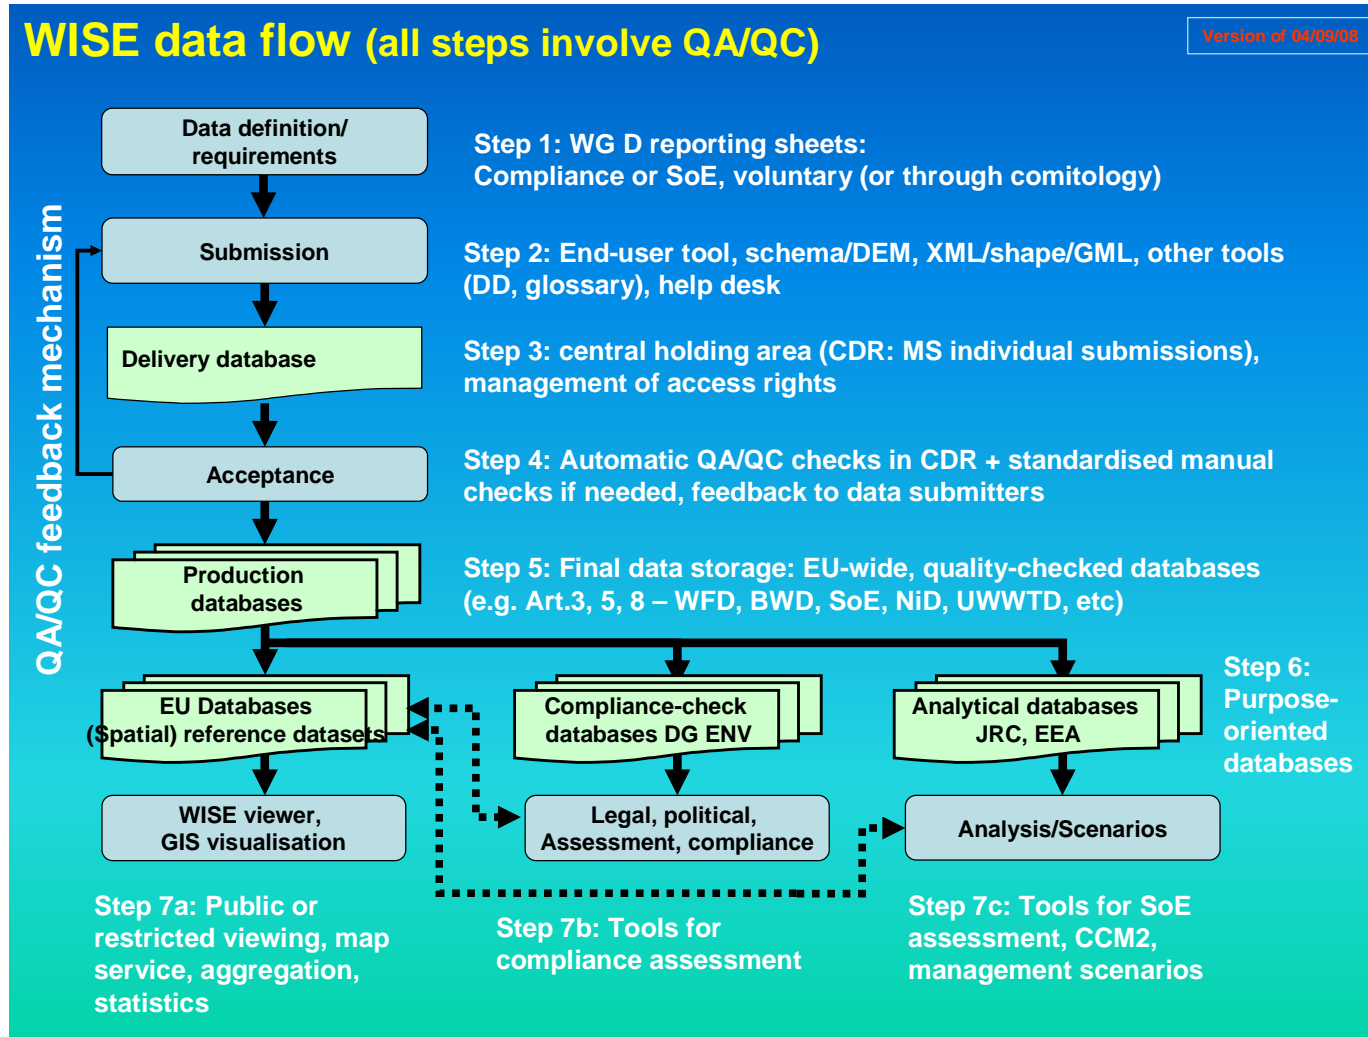 WISE data flow (all steps involve QA/QC)
Version of 04/09/08
QA/QC feedback mechanism
Data definition/
requirements
Step 1: WG D reporting sheets:
Compliance or SoE, voluntary (or through comitology)
Submission
Step 2: End-user tool, schema/DEM, XML/shape/GML, other tools
(DD, glossary), help desk
Delivery database
Step 3: central holding area (CDR: MS individual submissions),
management of access rights
Acceptance
Step 4: Automatic QA/QC checks in CDR + standardised manual
checks if needed, feedback to data submitters
Production
databases
Step 5: Final data storage: EU-wide, quality-checked databases
(e.g. Art.3, 5, 8 – WFD, BWD, SoE, NiD, UWWTD, etc)
EU Databases
(Spatial) reference datasets
Compliance-check
databases DG ENV
Analytical databases
JRC, EEA
Step 6:
Purpose-
oriented
databases
WISE viewer,
GIS visualisation
Legal, political,
Assessment, compliance
Analysis/Scenarios
Step 7a: Public or
restricted viewing, map
service, aggregation,
statistics
Step 7b: Tools for
compliance assessment
Step 7c: Tools for SoE
assessment, CCM2,
management scenarios